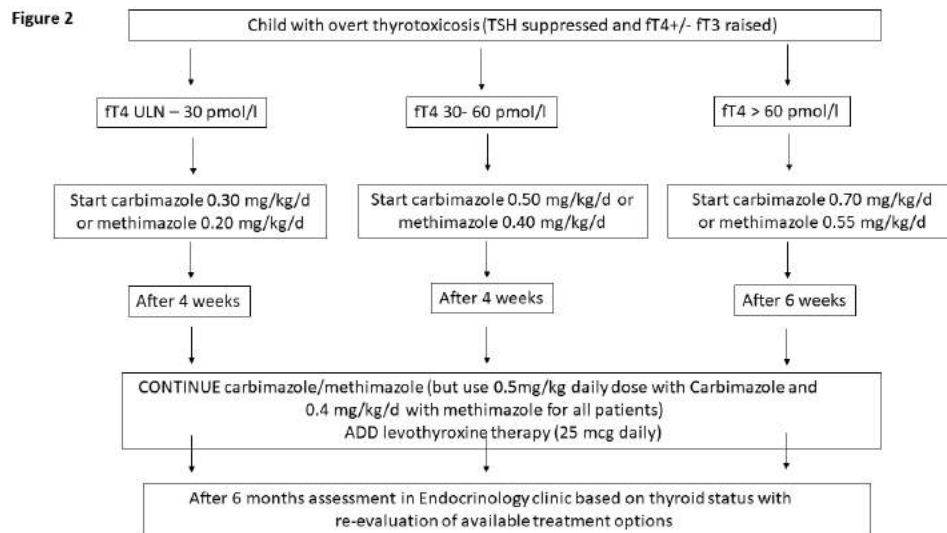 Figure 2
Child with overt thyrotoxicosis (TSH suppressed and fT4+/- fT3 raised)
fT4 ULN – 30 pmol/l
fT4 30- 60 pmol/l
fT4 > 60 pmol/l
Start carbimazole 0.30 mg/kg/d
or methimazole 0.20 mg/kg/d
Start carbimazole 0.50 mg/kg/d or
methimazole 0.40 mg/kg/d
Start carbimazole 0.70 mg/kg/d
or methimazole 0.55 mg/kg/d
After 4 weeks
After 4 weeks
After 6 weeks
CONTINUE carbimazole/methimazole (but use 0.5mg/kg daily dose with Carbimazole and
0.4 mg/kg/d with methimazole for all patients)
ADD levothyroxine therapy (25 mcg daily)
After 6 months assessment in Endocrinology clinic based on thyroid status with
re-evaluation of available treatment options